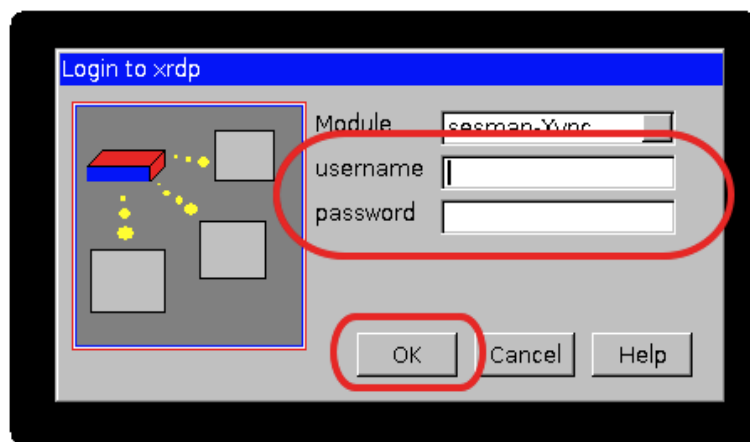 Login to xrdp
Module sesman-Xvnc
username
password
OK Cancel Help